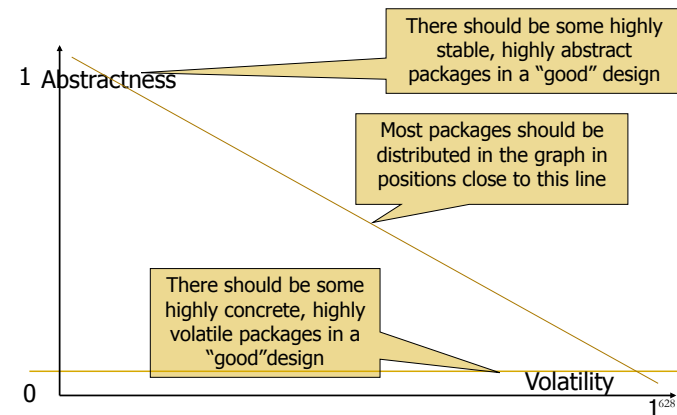 There should be some highly
stable, highly abstract
packages in a “good” design
1 Abstractness
Most packages should be
distributed in the graph in
positions close to this line
There should be some
highly concrete, highly
volatile packages in a
“good”design
Volatility
0
1
628